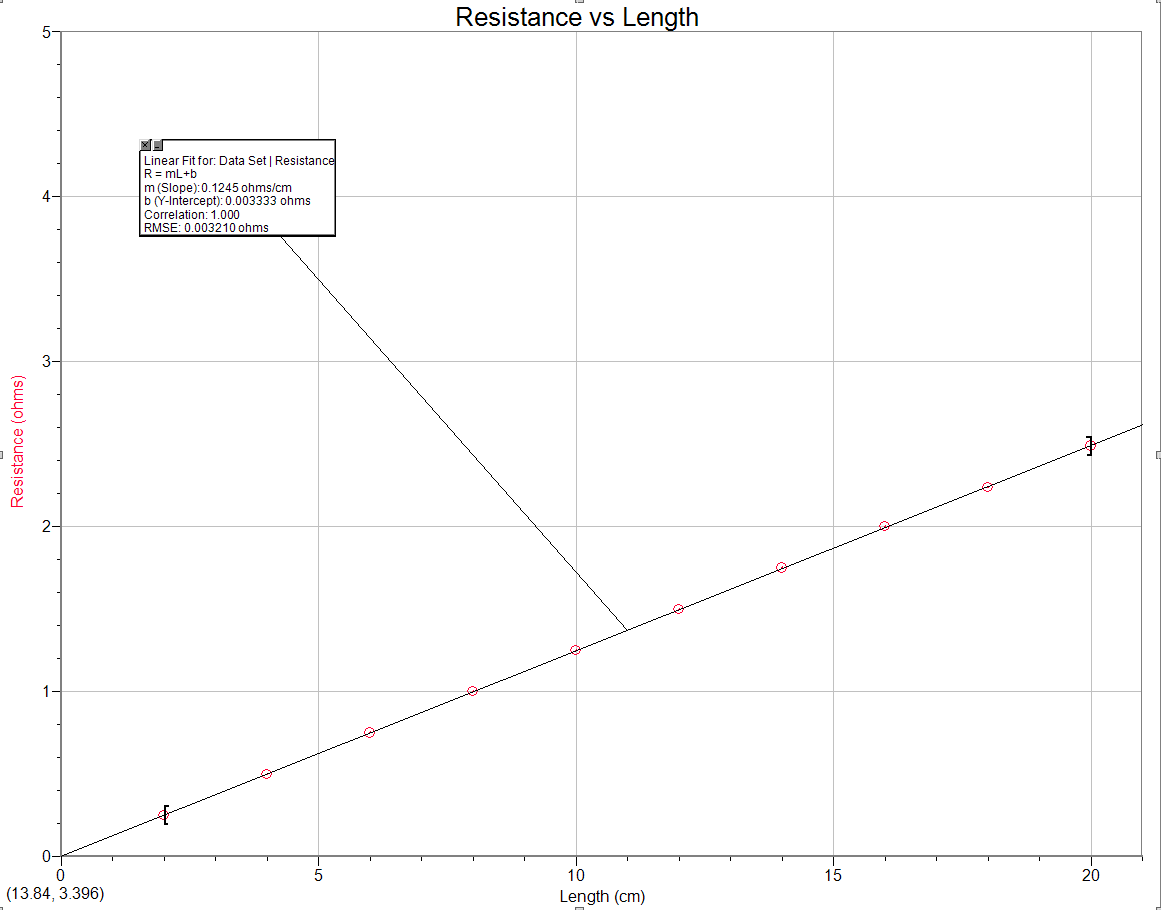 Resistance vs Length
5
Linear Fit for: Data Set | Resistance
R = mL+b
m (Slope): 0.1245 ohms/cm
b (Y-Intercept): 0.003333 ohms
Correlation: 1.000
RMSE: 0.003210 ohms
4
3
Resistance (ohms)
2
1
0
0 5 10 15 20
(13.84, 3.396)
Length (cm)